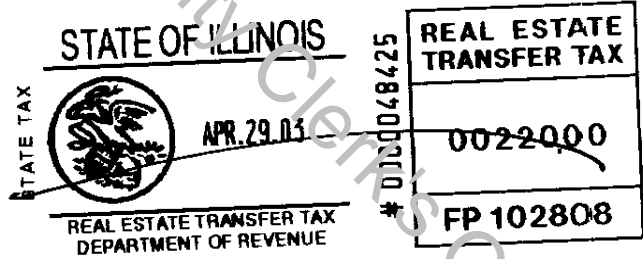 STATE OF ILLINOIS
STATE TAX
APR.29.03
REAL ESTATE TRANSFER TAX
DEPARTMENT OF REVENUE
# 0000048425
REAL ESTATE
TRANSFER TAX
0022000
FP 102808
Clerk's